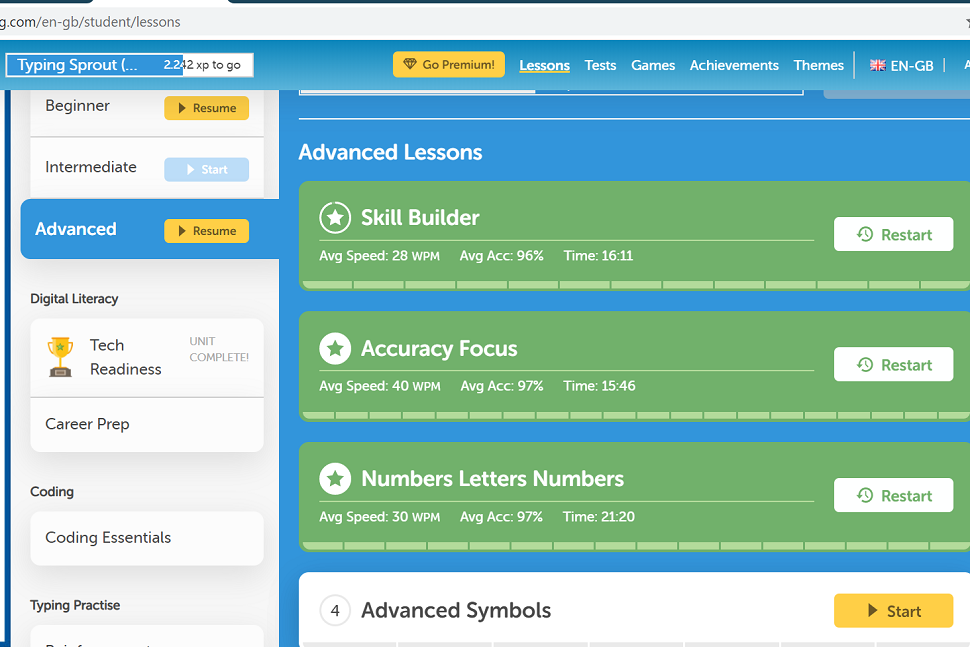 g.com/en-gb/student/lessons
Typing Sprout (... 2.242 xp to go
Go Premium! Lessons Tests Games Achievements Themes EN-GB
Beginner Resume
Intermediate Start
Advanced Resume
Digital Literacy
Tech Readiness
UNIT COMPLETE!
Career Prep
Coding
Coding Essentials
Typing Practise
Advanced Lessons
Skill Builder
Avg Speed: 28 WPM Avg Acc: 96% Time: 16:11
Restart
Accuracy Focus
Avg Speed: 40 WPM Avg Acc: 97% Time: 15:46
Restart
Numbers Letters Numbers
Avg Speed: 30 WPM Avg Acc: 97% Time: 21:20
Restart
4 Advanced Symbols
Start